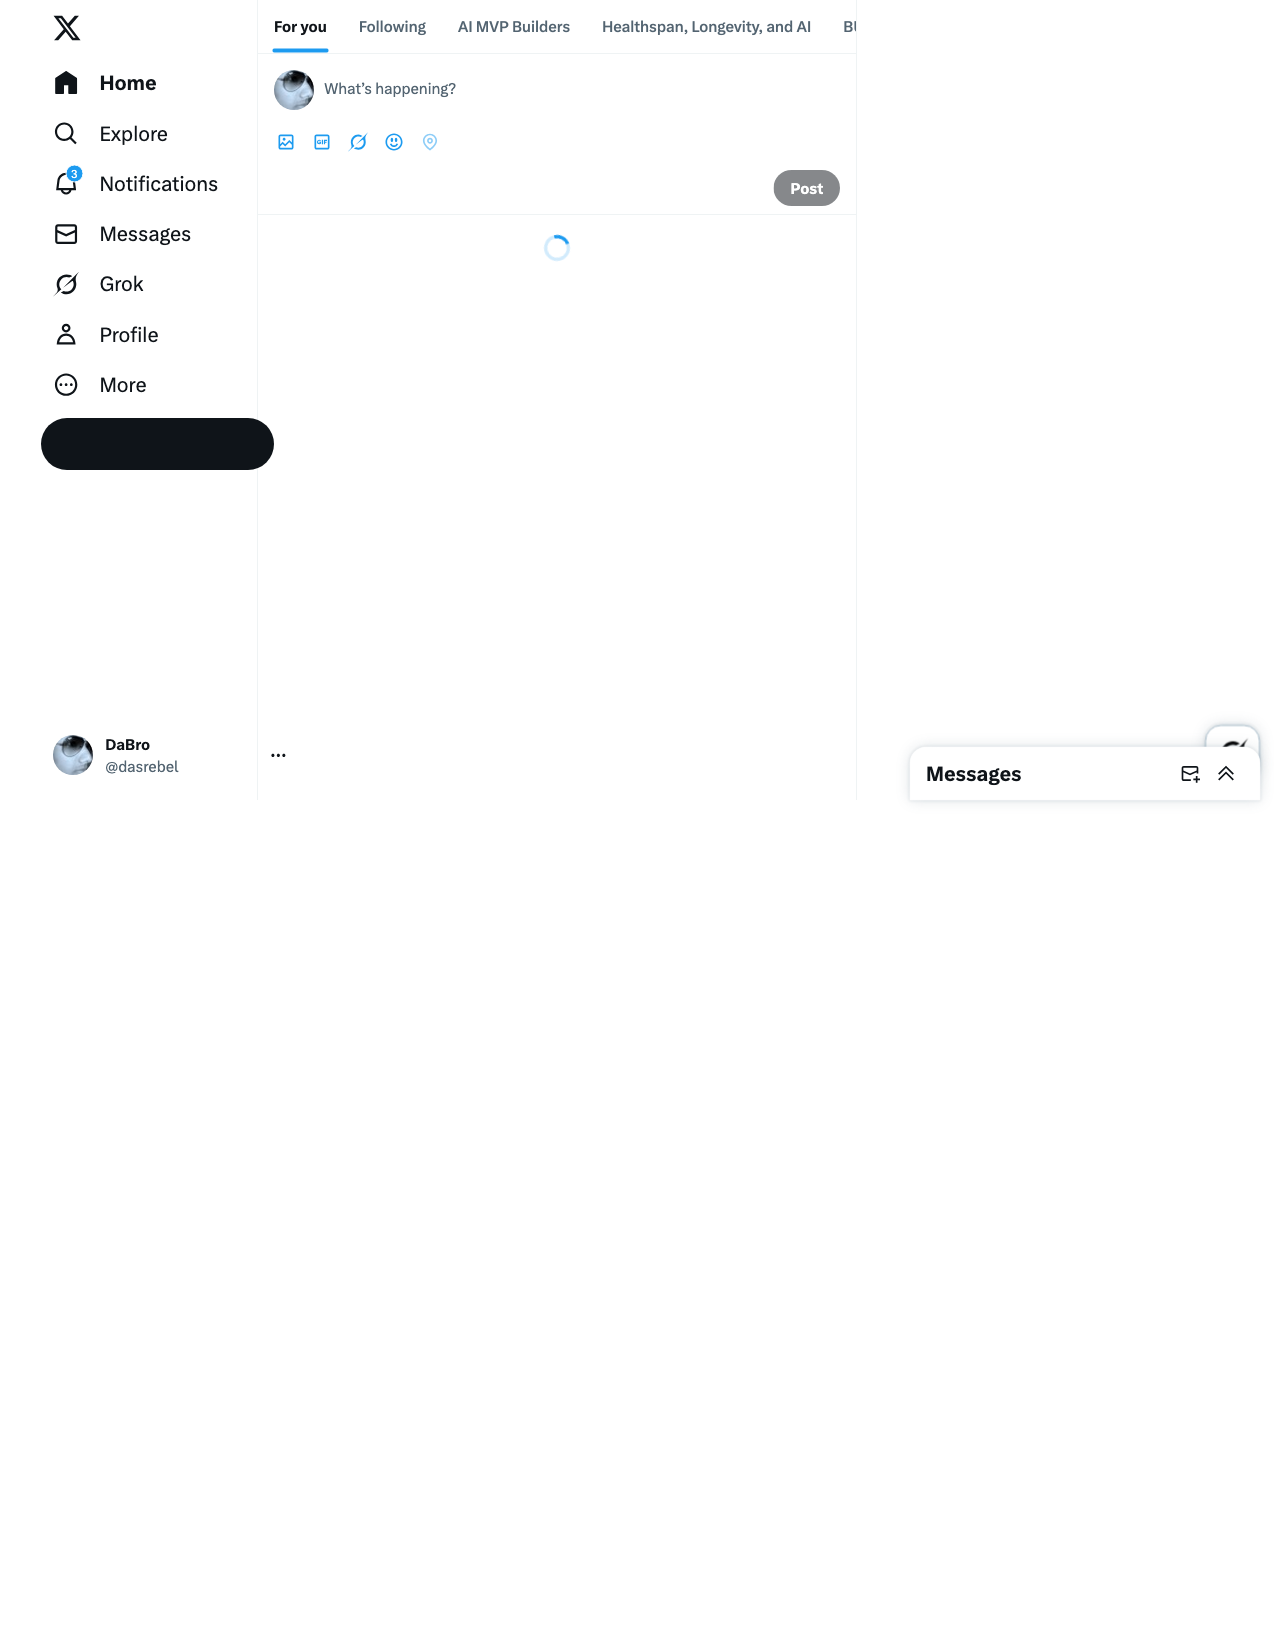 For you
Following
AI MVP Builders
Healthspan, Longevity, and AI
Home
Explore
3
Notifications
Messages
Grok
Profile
More
What's happening?
GIF
Post
DaBro
@dasrebel
Messages